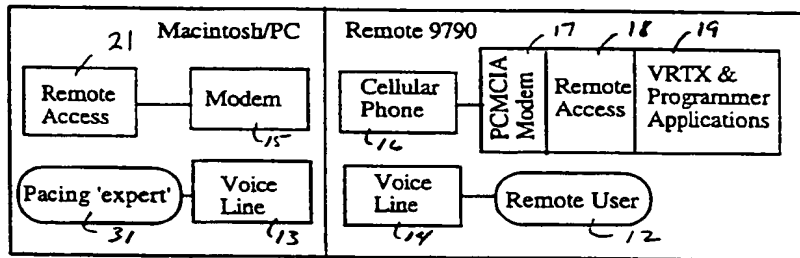 21
Macintosh/PC
Remote Access
Modem
15
Pacing 'expert'
31
Voice Line
13
Remote 9790
17
18
19
Cellular Phone
16
PCMCIA Modem
Remote Access
VRTX & Programmer Applications
Voice Line
14
Remote User
12